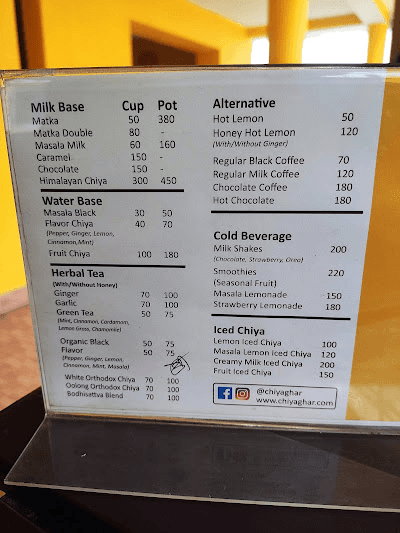 Milk Base Cup Pot
Matka 50 380
Matka Double 80 -
Masala Milk 60 160
Caramel 150 -
Chocolate 150 -
Himalayan Chiya 300 450
Water Base
Masala Black 30 50
Flavor Chiya 40 70
(Pepper, Ginger, Lemon,
Cinnamon,Mint)
Fruit Chiya 100 180
Herbal Tea
(With/Without Honey)
Ginger 70 100
Garlic 70 100
Green Tea 50 75
(Mint, Cinnamon, Cardamom,
Lemon Grass, Chamomile)
Organic Black 50 75
Flavor 50 75
(Pepper, Ginger, Lemon,
Cinnamon, Mint, Masala)
White Orthodox Chiya 70 100
Oolong Orthodox Chiya 70 100
Bodhisattva Blend 70 100
Alternative
Hot Lemon 50
Honey Hot Lemon 120
(With/Without Ginger)
Regular Black Coffee 70
Regular Milk Coffee 120
Chocolate Coffee 180
Hot Chocolate 180
Cold Beverage
Milk Shakes 200
(Chocolate, Strawberry, Oreo)
Smoothies 220
(Seasonal Fruit)
Masala Lemonade 150
Strawberry Lemonade 180
Iced Chiya
Lemon Iced Chiya 100
Masala Lemon Iced Chiya 120
Creamy Milk Iced Chiya 200
Fruit Iced Chiya 150
@chiyaghar
www.chiyaghar.com